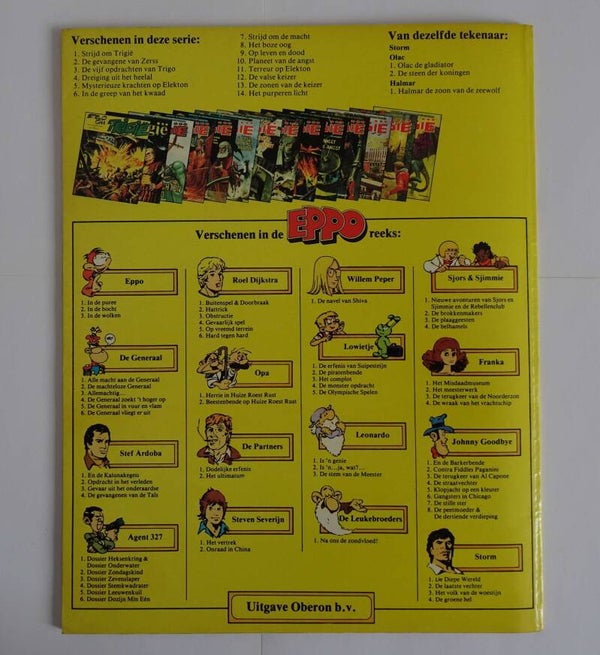 Verschenen in deze serie:
1. Strijd om Trigië
2. De gevangene van Zerss
3. De vijf opdrachten van Trigo
4. Dreiging uit het heelal
5. Mysterieuze krachten op Elekton
6. In de greep van het kwaad
7. Strijd om de macht
8. Het boze oog
9. Op leven en dood
10. Planeet van de angst
11. Terreur op Elekton
12. De valse keizer
13. De zonen van de keizer
14. Het purperen licht
Van dezelfde tekenaar:
Storm
Olac
1. Olac de gladiator
2. De steen der koningen
Halmar
1. Halmar de zoon van de zeewolf
Verschenen in de EPPO reeks:
Eppo
1. In de puree
2. In de bocht
3. In de wolken
De Generaal
1. Alle macht aan de Generaal
2. De machteloze Generaal
3. Allemachtig....
4. De Generaal zoekt 't hoger op
5. De Generaal in vuur en vlam
6. De Generaal vliegt er uit
Stef Ardoba
1. En de Kalunakegels
2. Opdracht in het verleden
3. Gevaar uit het onderaardse
4. De gevangenen van de Tals
Agent 327
1. Dossier Heksenkring &
Dossier Onderwater
2. Dossier Zondagskind
3. Dossier Zevenslaper
4. Dossier Stemkwadrater
5. Dossier Leeuwenkuil
6. Dossier Dozijn Min Eén
Roel Dijkstra
1. Buitenspel & Doorbraak
2. Hattrick
3. Obstructie
4. Gevaarlijk spel
5. Op vreemd terrein
6. Hard tegen hard
Opa
1. Herrie in Huize Roest Rust
2. Beestenbende op Huize Roest Rust
De Partners
1. Dodelijke erfenis
2. Het ultimatum
Steven Severijn
1. Het vertrek
2. Onraad in China
Willem Peper
1. De navel van Shiva
Lowietje
1. De erfenis van Suipesteijn
2. De piratenbende
3. Het complot
4. De monster opdracht
5. De Olympische Spelen
Leonardo
1. Is 'n genie
2. Is 'n...ja, wat?...
3. De stem van de Meester
De Leukebroeders
1. Na ons de zondvloed!
Sjors & Sjimmie
1. Nieuwe avonturen van Sjors en
Sjimmie en de Rebellenclub
2. De brokkenmakers
3. De plaaggeesten
4. De belhamels
Franka
1. Het Misdaadmuseum
2. Het meesterwerk
3. De terugkeer van de Noorderzon
4. De wraak van het vrachtschip
Johnny Goodbye
1. En de Barkerbende
2. Contra Fiddles Paganini
3. De terugkeer van Al Capone
4. De straatvechter
5. Klopjacht op een kleuter
6. Gangsters in Chicago
7. De stille ster
8. De peetmoeder &
De dertiende verdieping
Storm
1. De Diepe Wereld
2. De laatste vechter
3. Het volk van de woestijn
4. De groene hel
Uitgave Oberon b.v.